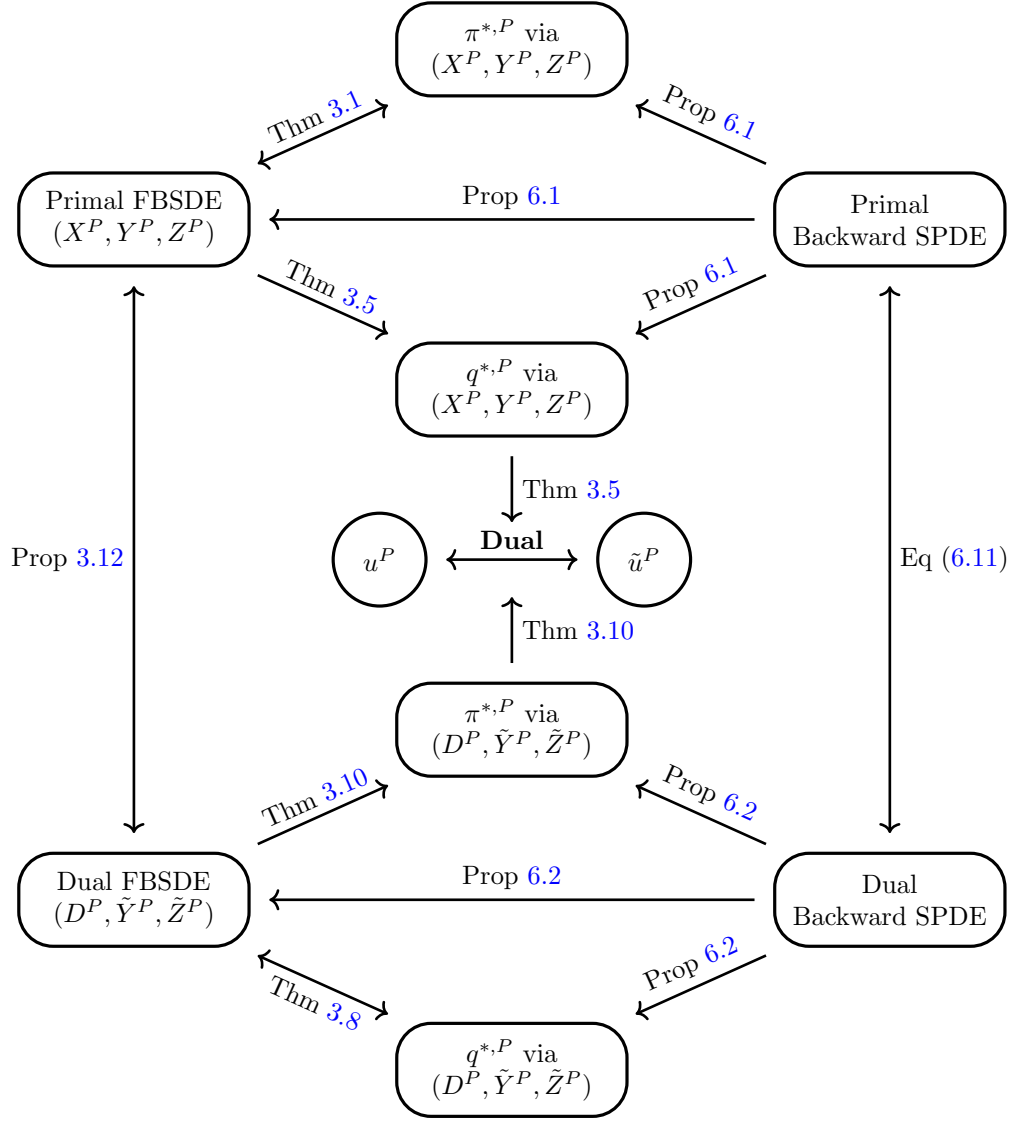 π*,P via
(X^P, Y^P, Z^P)
Thm 3.1
Prop 6.1
Primal FBSDE
(X^P, Y^P, Z^P)
Prop 6.1
Primal
Backward SPDE
Thm 3.5
Prop 6.1
q*,P via
(X^P, Y^P, Z^P)
Thm 3.5
Dual
u^P
ũ^P
Prop 3.12
Eq (6.11)
Thm 3.10
π*,P via
(D^P, Ỹ^P, Z̃^P)
Thm 3.10
Prop 6.2
Dual FBSDE
(D^P, Ỹ^P, Z̃^P)
Prop 6.2
Dual
Backward SPDE
Thm 3.8
Prop 6.2
q*,P via
(D^P, Ỹ^P, Z̃^P)